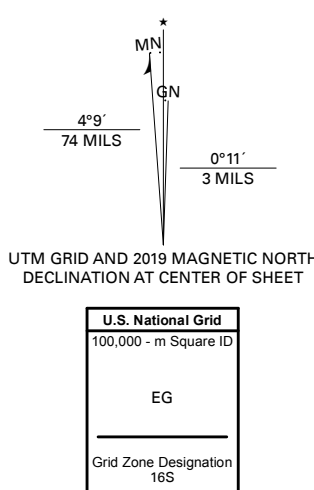 ★
MN
GN
4°9´
74 MILS
0°11´
3 MILS
UTM GRID AND 2019 MAGNETIC NORTH
DECLINATION AT CENTER OF SHEET
U.S. National Grid
100,000 - m Square ID
EG
Grid Zone Designation
16S